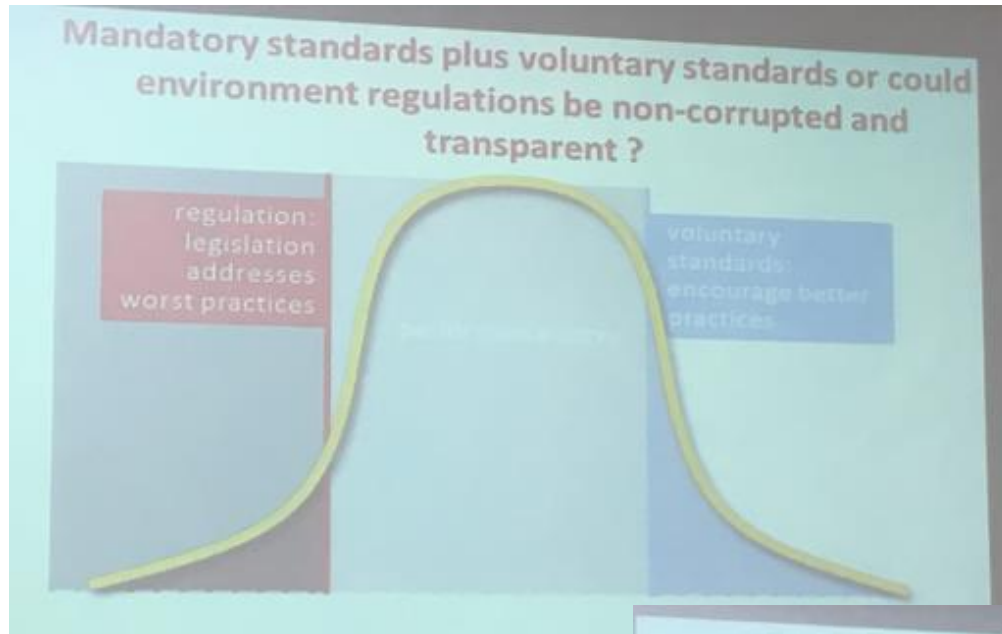 Mandatory standards plus voluntary standards or could
environment regulations be non-corrupted and
transparent ?
regulation:
legislation
addresses
worst practices
voluntary
standards:
encourage better
practices